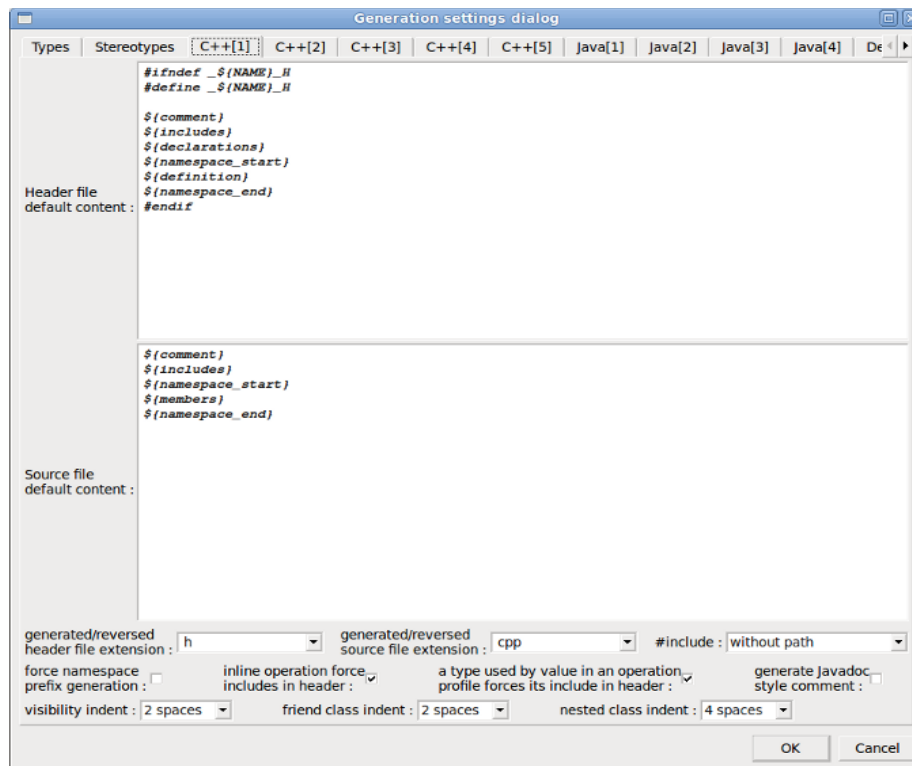 Generation settings dialog
Types Stereotypes C++[1] C++[2] C++[3] C++[4] C++[5] Java[1] Java[2] Java[3] Java[4]
#ifndef _${NAME}_H
#define _${NAME}_H
${comment}
${includes}
${declarations}
${namespace_start}
${definition}
${namespace_end}
#endif
Header file
default content :
${comment}
${includes}
${namespace_start}
${members}
${namespace_end}
Source file
default content :
generated/reversed
header file extension : h
generated/reversed
source file extension : cpp
#include : without path
force namespace
prefix generation :
inline operation force
includes in header :
a type used by value in an operation
profile forces its include in header :
generate Javadoc
style comment :
visibility indent : 2 spaces friend class indent : 2 spaces nested class indent : 4 spaces
OK Cancel